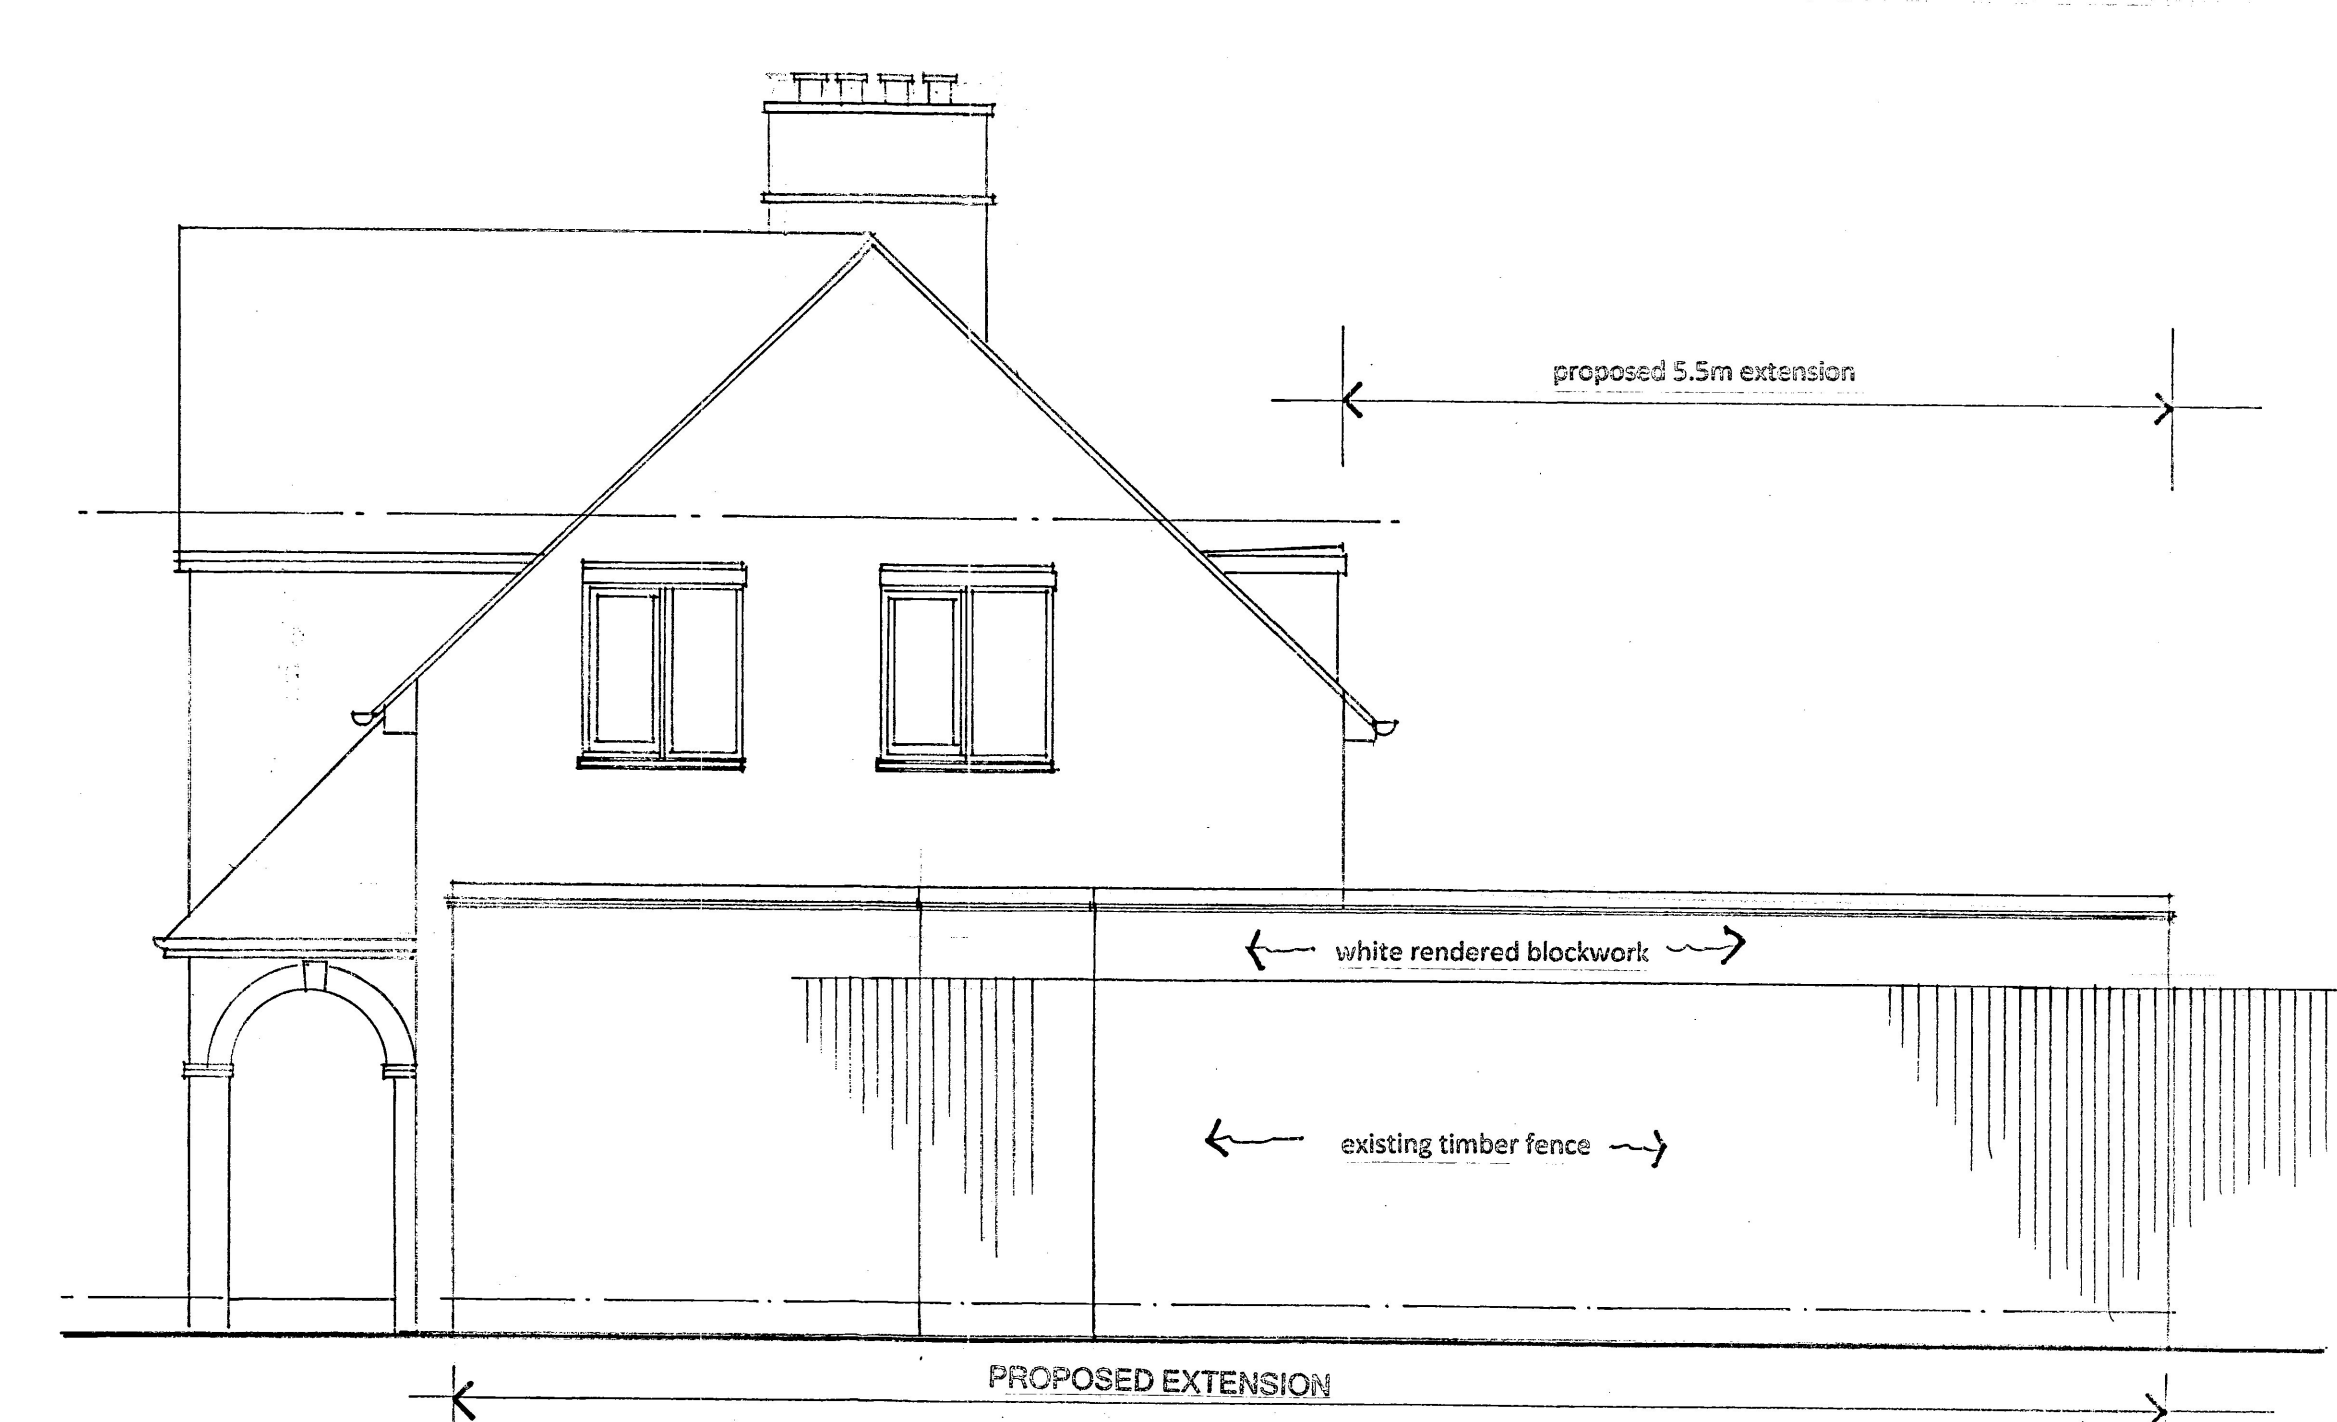 proposed 5.5m extension
white rendered blockwork
existing timber fence
PROPOSED EXTENSION